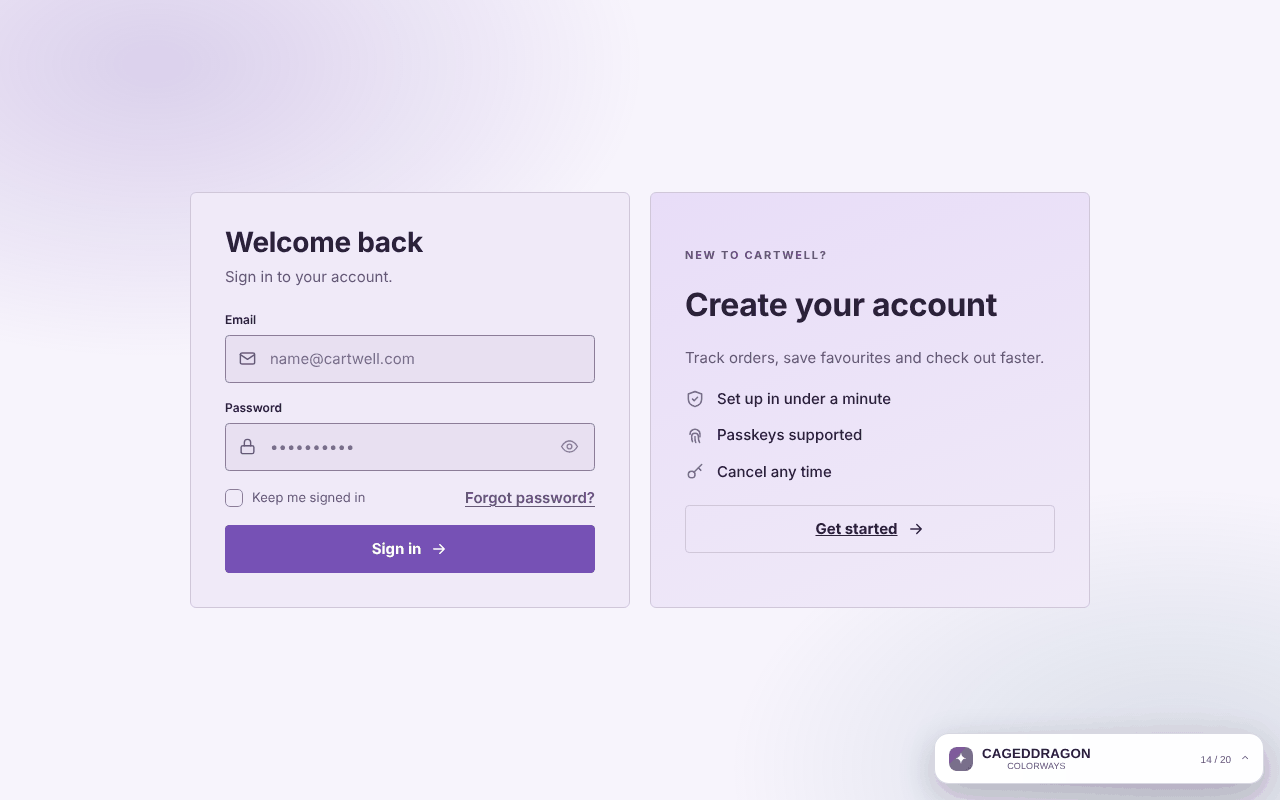 Welcome back
Sign in to your account.
Email
name@cartwell.com
Password
••••••••••
Keep me signed in
Forgot password?
Sign in
NEW TO CARTWELL?
Create your account
Track orders, save favourites and check out faster.
Set up in under a minute
Passkeys supported
Cancel any time
Get started
CAGEDDRAGON
COLORWAYS
14 / 20